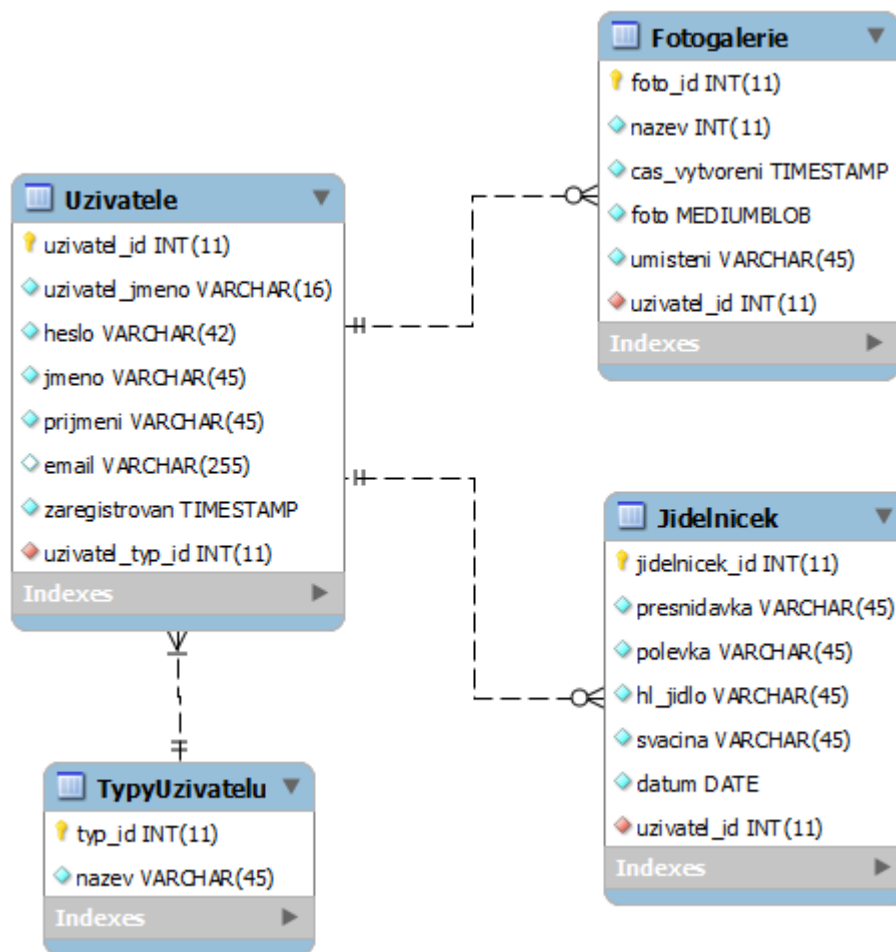 Uzivatele
uzivatel_id INT(11)
uzivatel_jmeno VARCHAR(16)
heslo VARCHAR(42)
jmeno VARCHAR(45)
prijmeni VARCHAR(45)
email VARCHAR(255)
zaregistrovan TIMESTAMP
uzivatel_typ_id INT(11)
Indexes
TypyUzivatelu
typ_id INT(11)
nazev VARCHAR(45)
Indexes
Fotogalerie
foto_id INT(11)
nazev INT(11)
cas_vytvoreni TIMESTAMP
foto MEDIUMBLOB
umisteni VARCHAR(45)
uzivatel_id INT(11)
Indexes
Jidelnicek
jidelnicek_id INT(11)
presnidavka VARCHAR(45)
polevka VARCHAR(45)
hl_jidlo VARCHAR(45)
svacina VARCHAR(45)
datum DATE
uzivatel_id INT(11)
Indexes